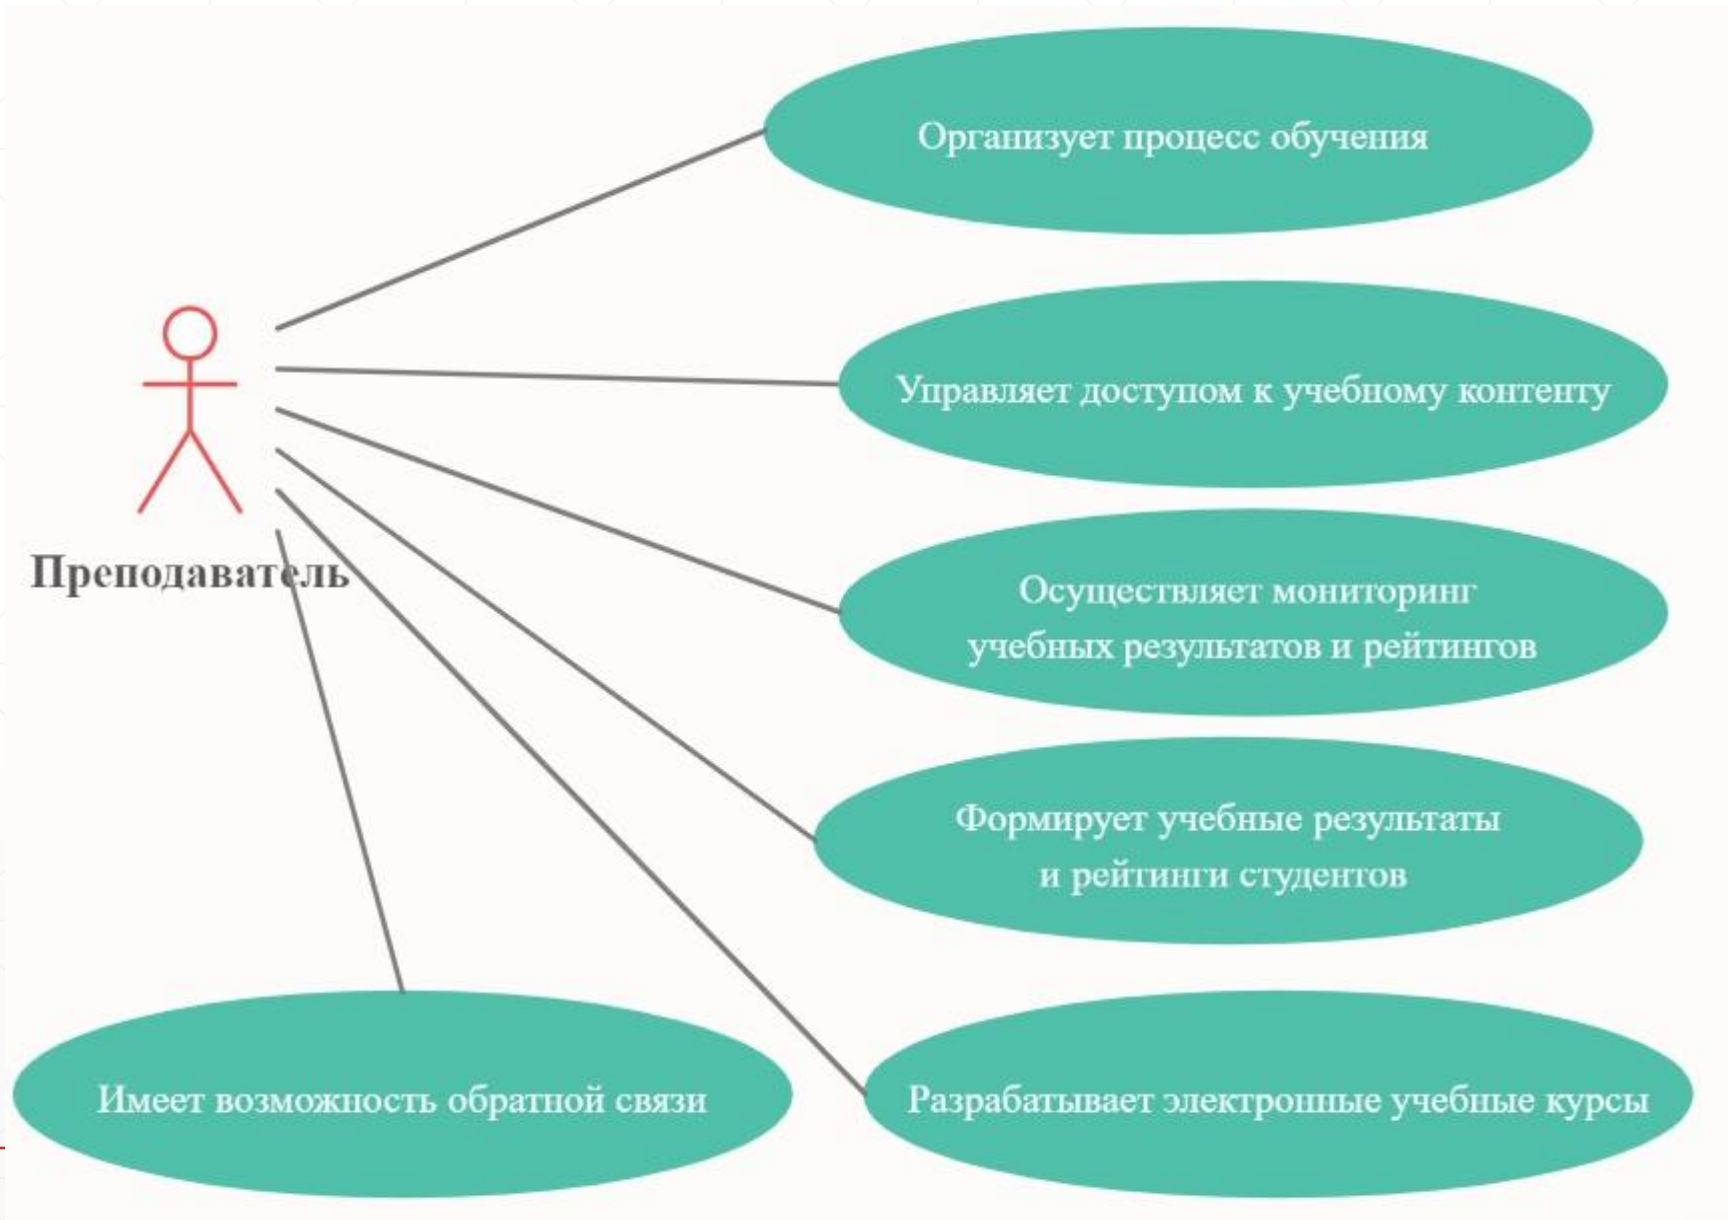 Организует процесс обучения
Управляет доступом к учебному контенту
Преподаватель
Осуществляет мониторинг
учебных результатов и рейтингов
Формирует учебные результаты
и рейтинги студентов
Имеет возможность обратной связи
Разрабатывает электронные учебные курсы